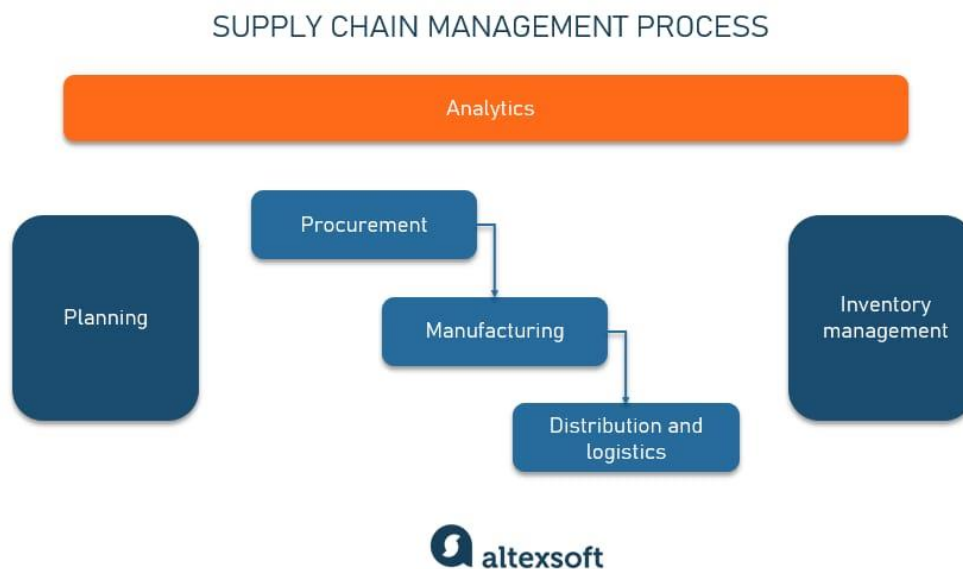 SUPPLY CHAIN MANAGEMENT PROCESS
Analytics
Procurement
Planning
Manufacturing
Inventory
management
Distribution and
logistics
altexsoft